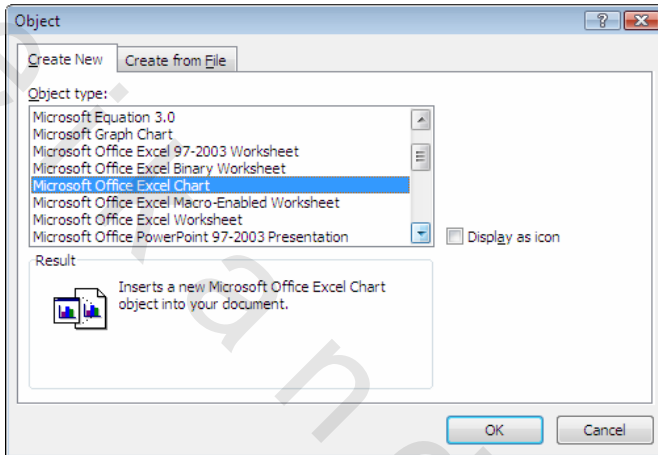 Object
Create New
Create from File
Object type:
Microsoft Equation 3.0
Microsoft Graph Chart
Microsoft Office Excel 97-2003 Worksheet
Microsoft Office Excel Binary Worksheet
Microsoft Office Excel Chart
Microsoft Office Excel Macro-Enabled Worksheet
Microsoft Office Excel Worksheet
Microsoft Office PowerPoint 97-2003 Presentation
Display as icon
Result
Inserts a new Microsoft Office Excel Chart
object into your document.
OK
Cancel